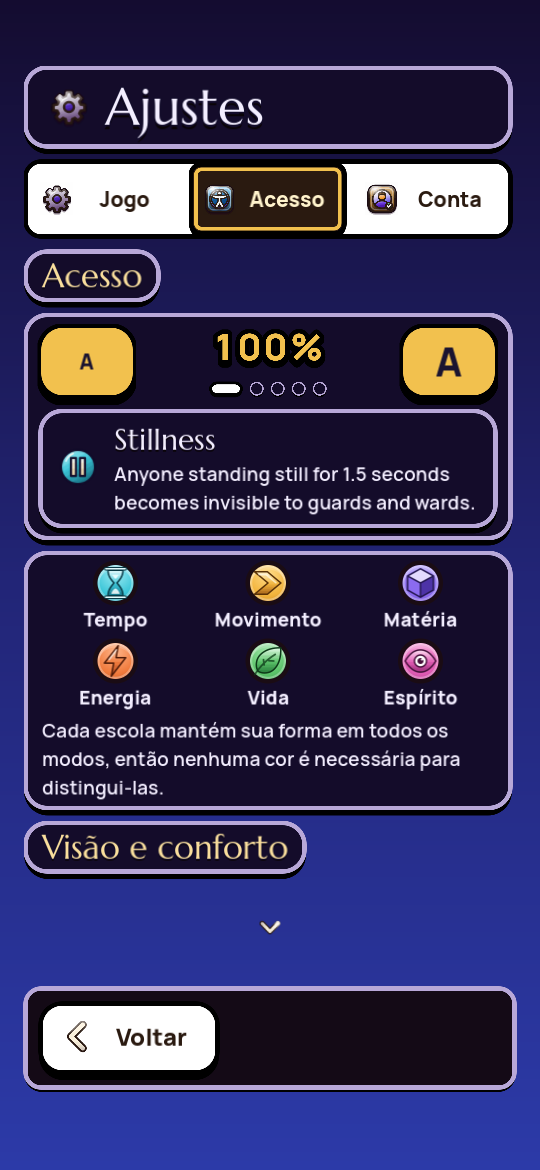 Ajustes
Jogo
Acesso
Conta
Acesso
A
100%
A
Stillness
Anyone standing still for 1.5 seconds
becomes invisible to guards and wards.
Tempo
Movimento
Matéria
Energia
Vida
Espírito
Cada escola mantém sua forma em todos os
modos, então nenhuma cor é necessária para
distingui-las.
Visão e conforto
Voltar